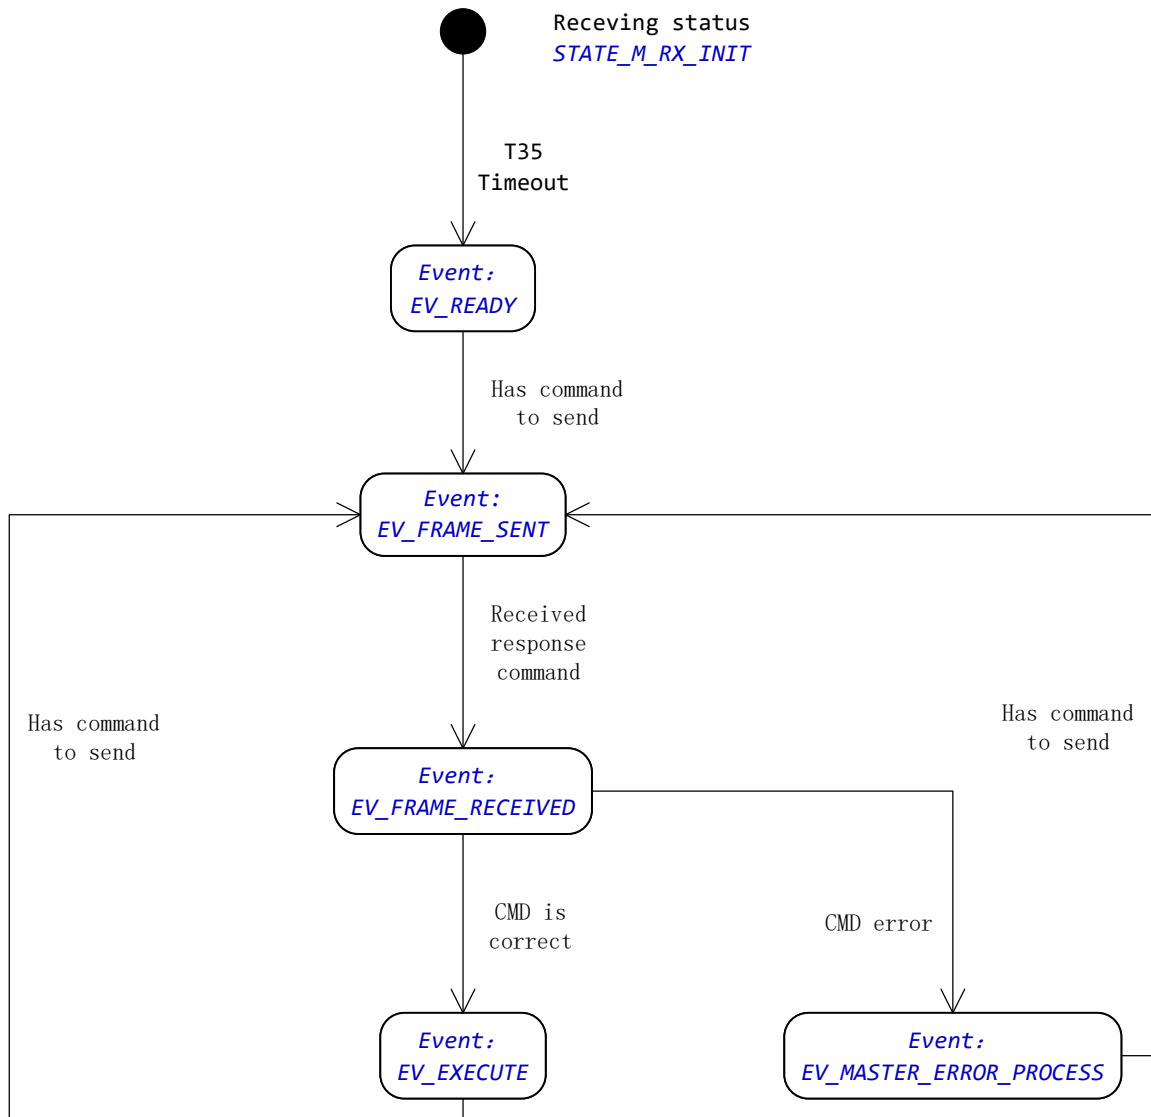 Receving status
STATE_M_RX_INIT
T35
Timeout
Event:
EV_READY
Has command
to send
Event:
EV_FRAME_SENT
Received
response
command
Has command
to send
Has command
to send
Event:
EV_FRAME_RECEIVED
CMD is
correct
CMD error
Event:
EV_EXECUTE
Event:
EV_MASTER_ERROR_PROCESS